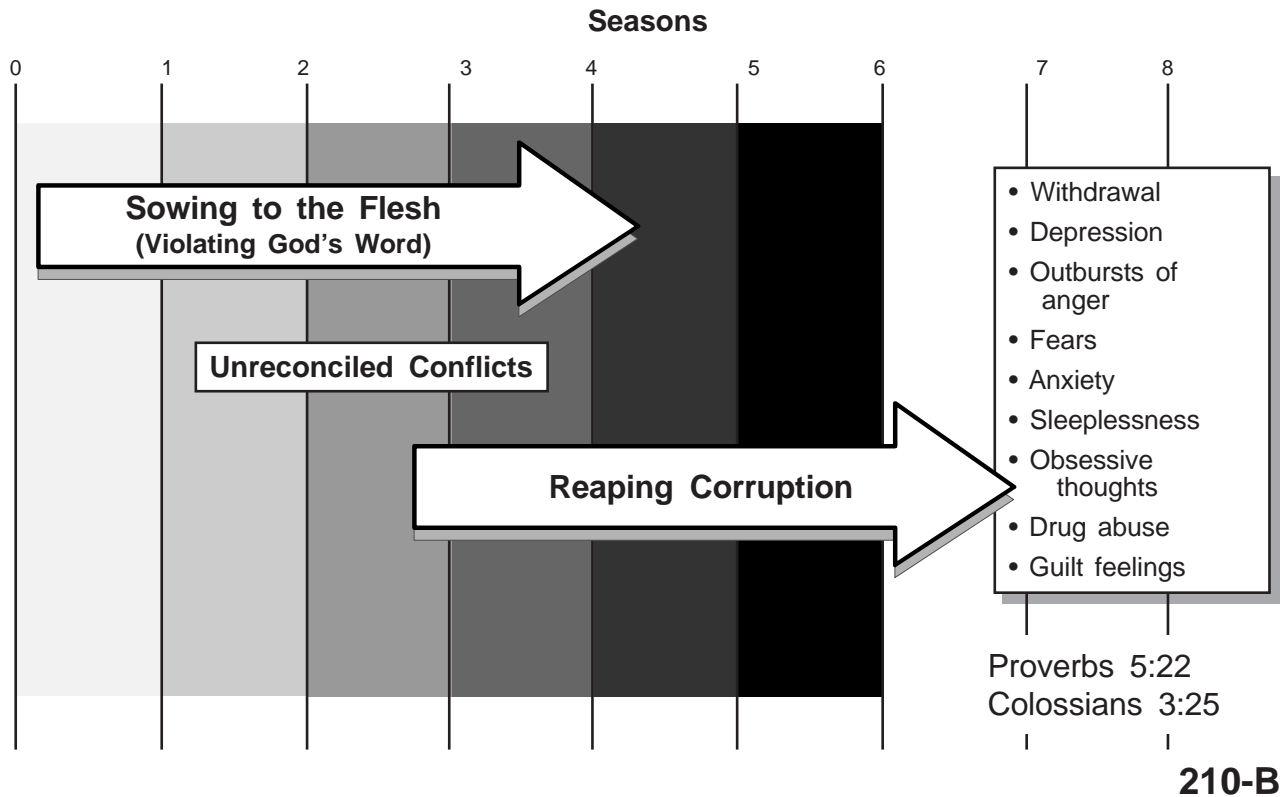 Seasons
0 1 2 3 4 5 6 7 8
Sowing to the Flesh
(Violating God's Word)
Unreconciled Conflicts
Reaping Corruption
• Withdrawal
• Depression
• Outbursts of
anger
• Fears
• Anxiety
• Sleeplessness
• Obsessive
thoughts
• Drug abuse
• Guilt feelings
Proverbs 5:22
Colossians 3:25
210-B